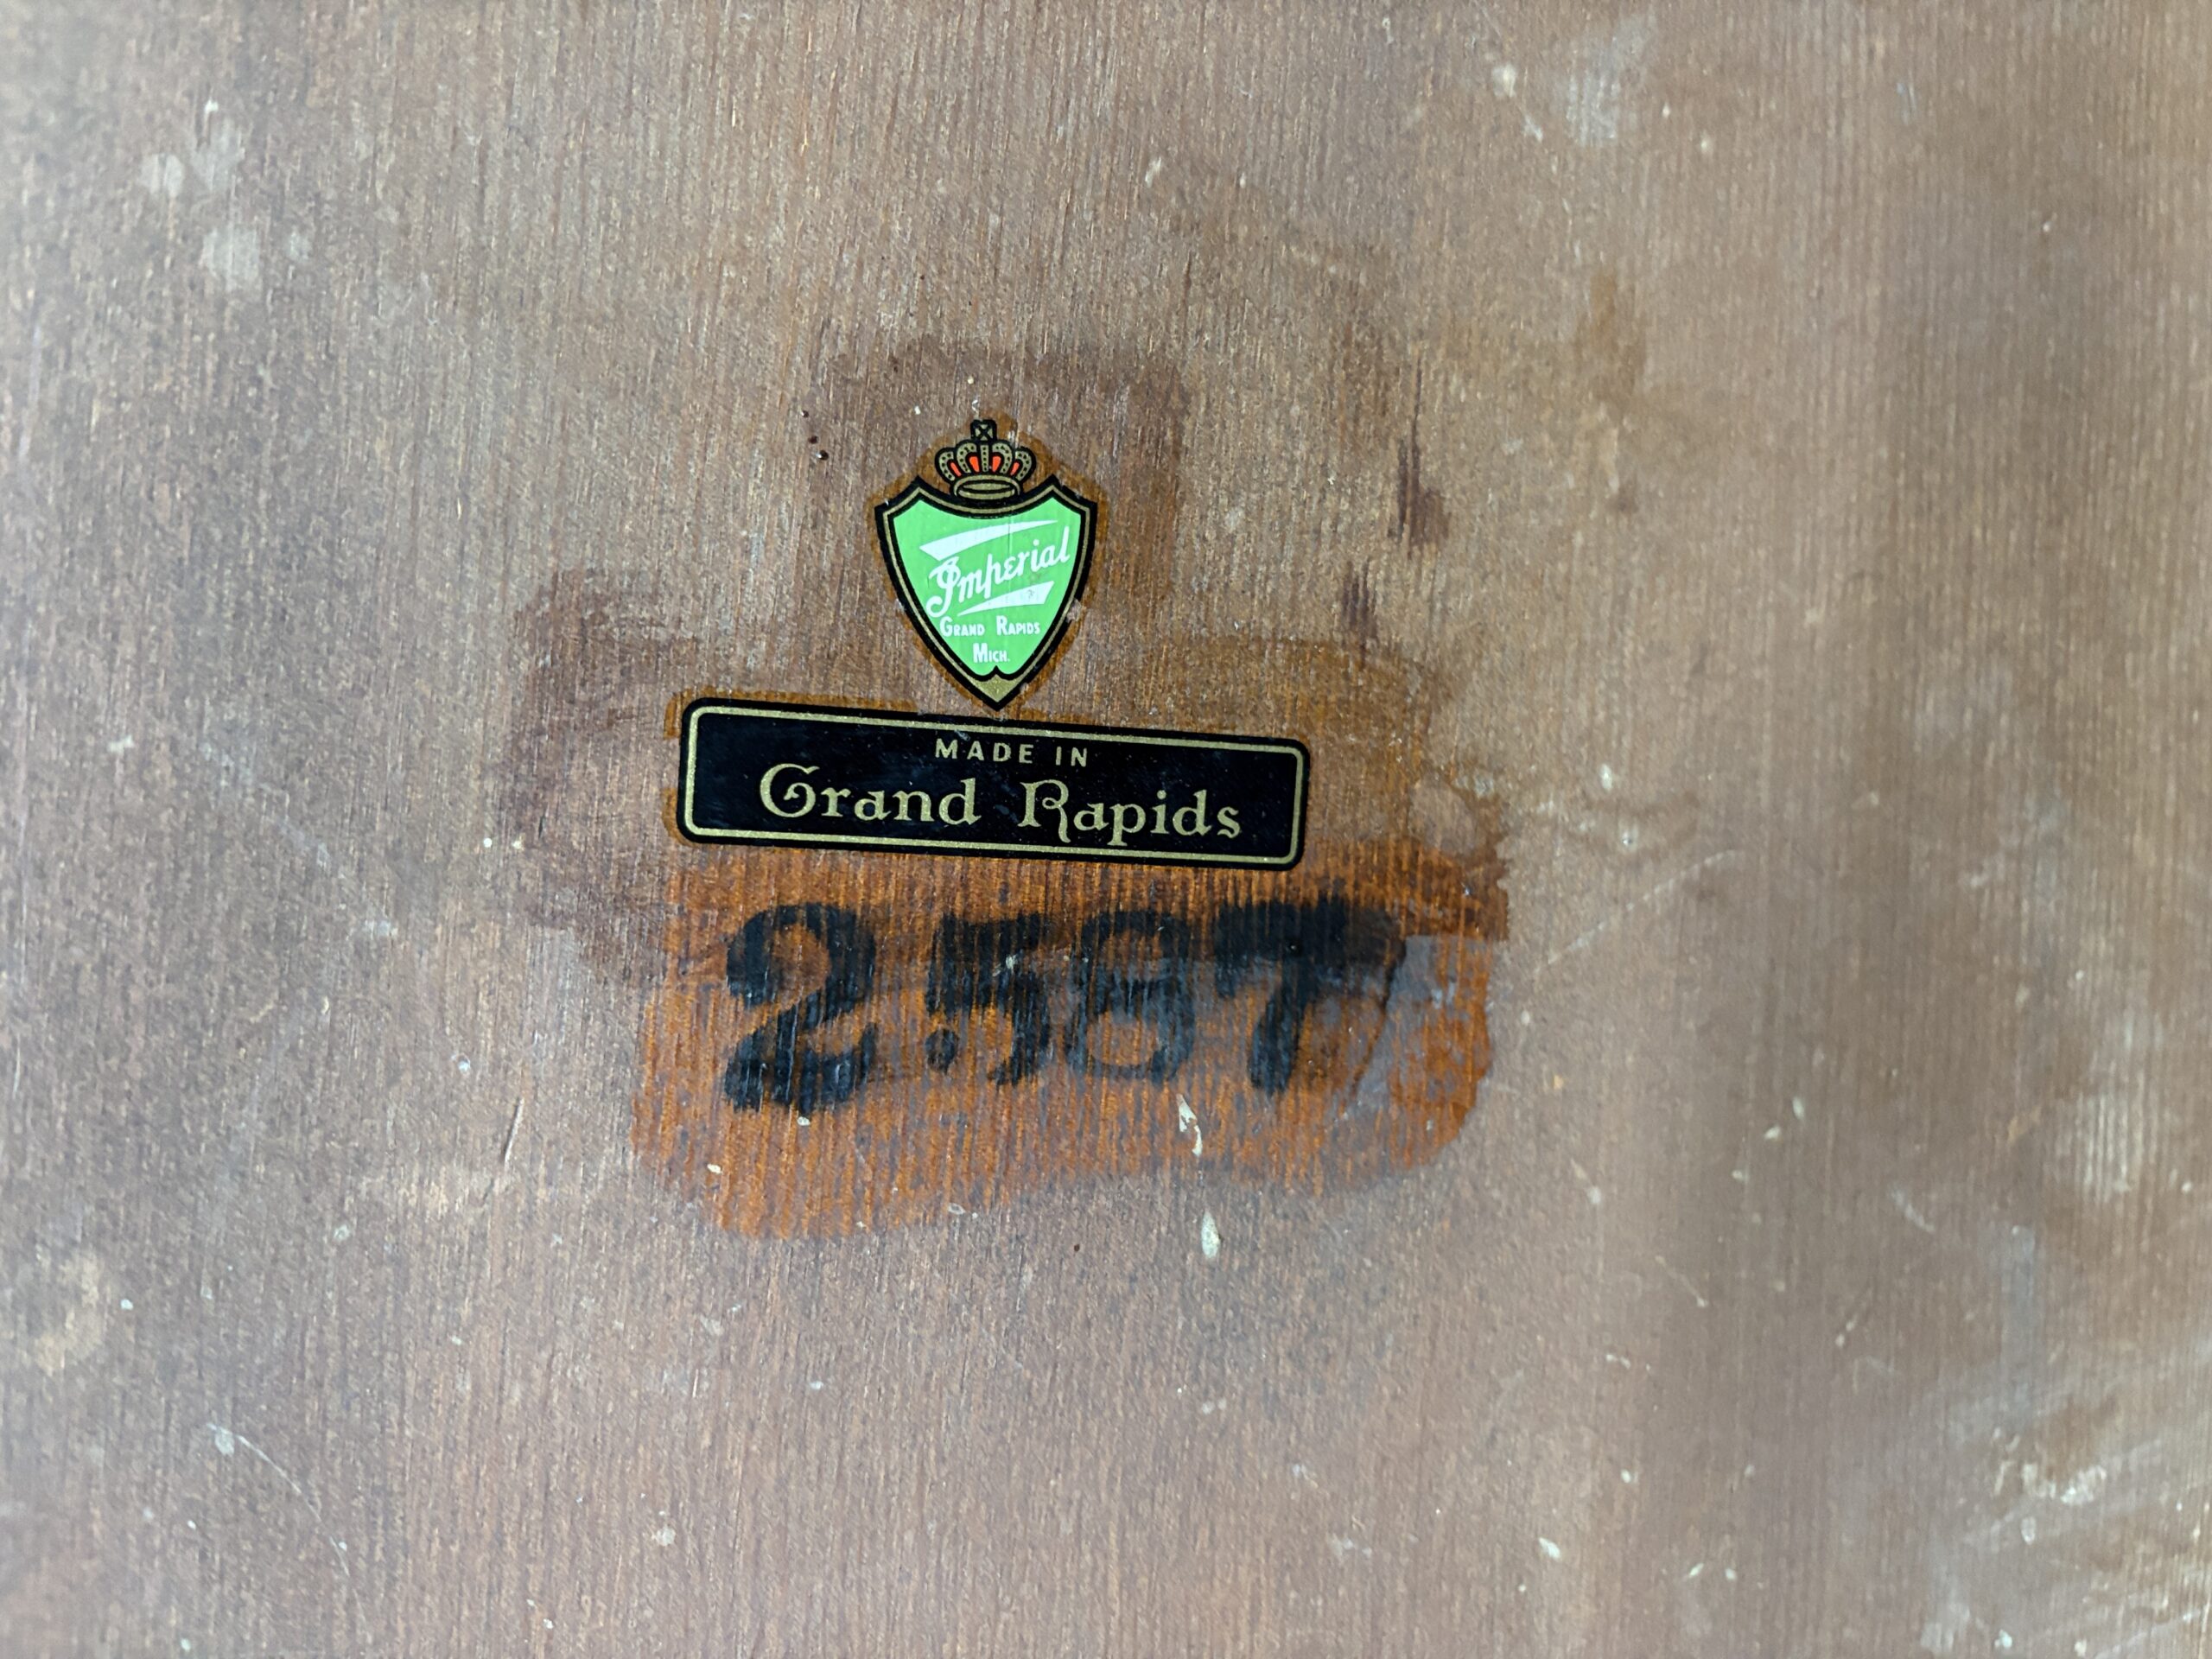 Imperial
GRAND RAPIDS
MICH.
MADE IN
Grand Rapids
2587